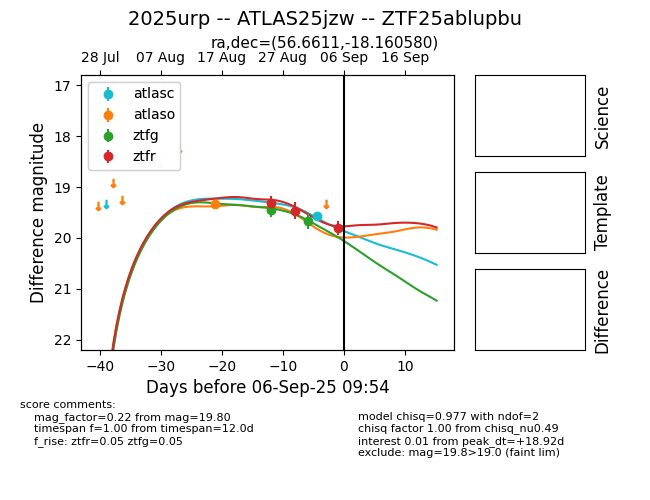 2025urp -- ATLAS25jzw -- ZTF25ablupbu
ra,dec=(56.6611,-18.160580)
28 Jul 07 Aug 17 Aug 27 Aug 06 Sep 16 Sep
17
18
19
20
21
22
Difference magnitude
atlasc
atlaso
ztfg
ztfr
−40 −30 −20 −10 0 10
Days before 06-Sep-25 09:54
Science
Template
Difference
score comments:
mag_factor=0.22 from mag=19.80
timespan f=1.00 from timespan=12.0d
f_rise: ztfr=0.05 ztfg=0.05
model chisq=0.977 with ndof=2
chisq factor 1.00 from chisq_nu0.49
interest 0.01 from peak_dt=+18.92d
exclude: mag=19.8>19.0 (faint lim)